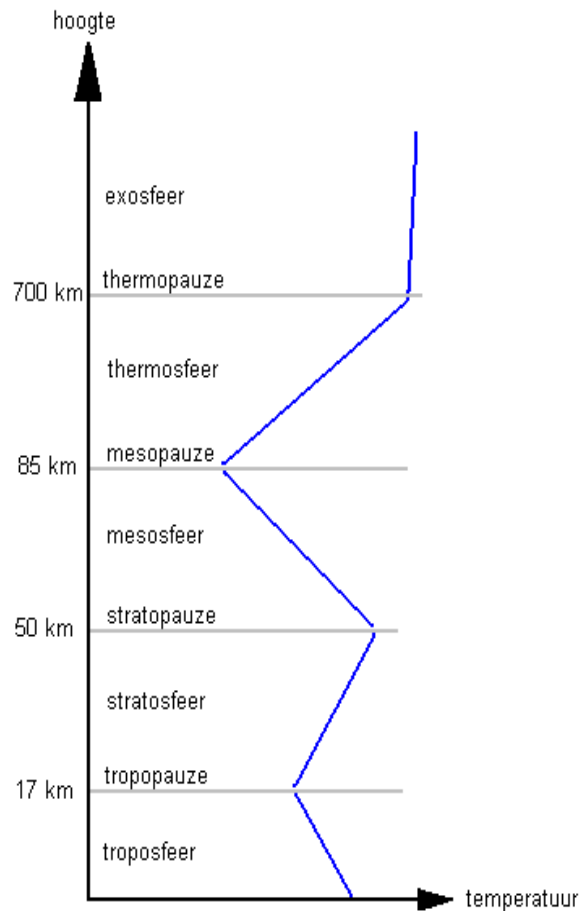 hoogte
exosfeer
thermopauze
700 km
thermosfeer
mesopauze
85 km
mesosfeer
stratopauze
50 km
stratosfeer
tropopauze
17 km
troposfeer
temperatuur